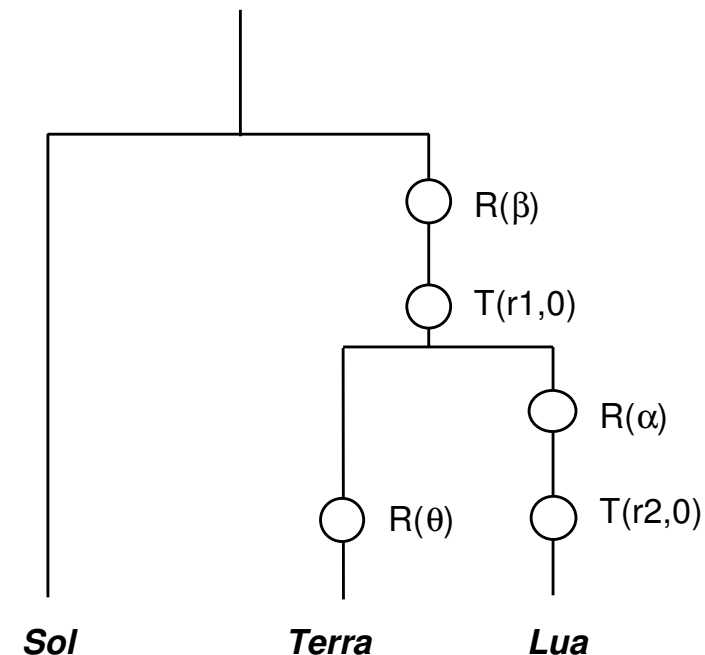 R(β)
T(r1,0)
R(α)
R(θ)
T(r2,0)
Sol
Terra
Lua